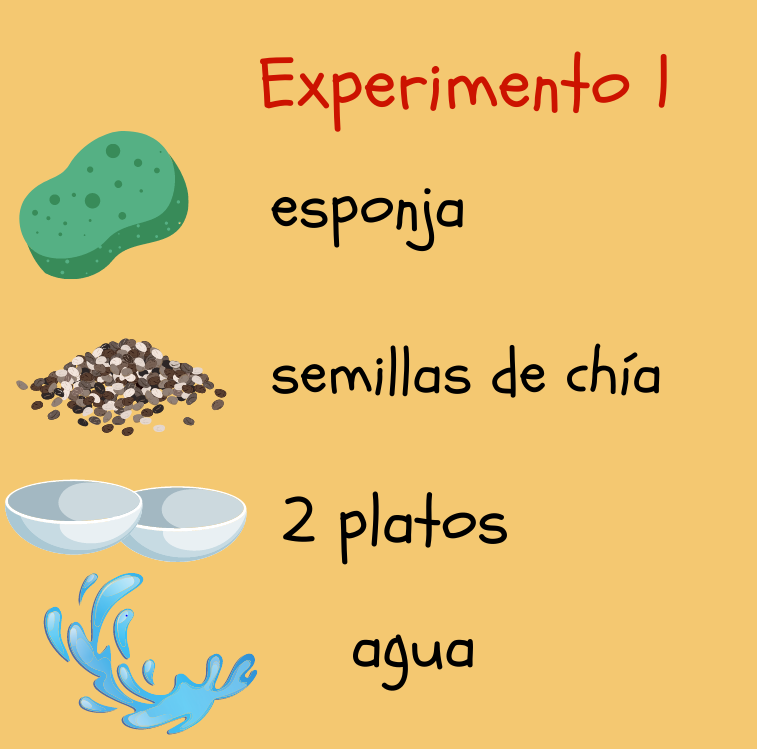 Experimento 1
esponja
semillas de chía
2 platos
agua